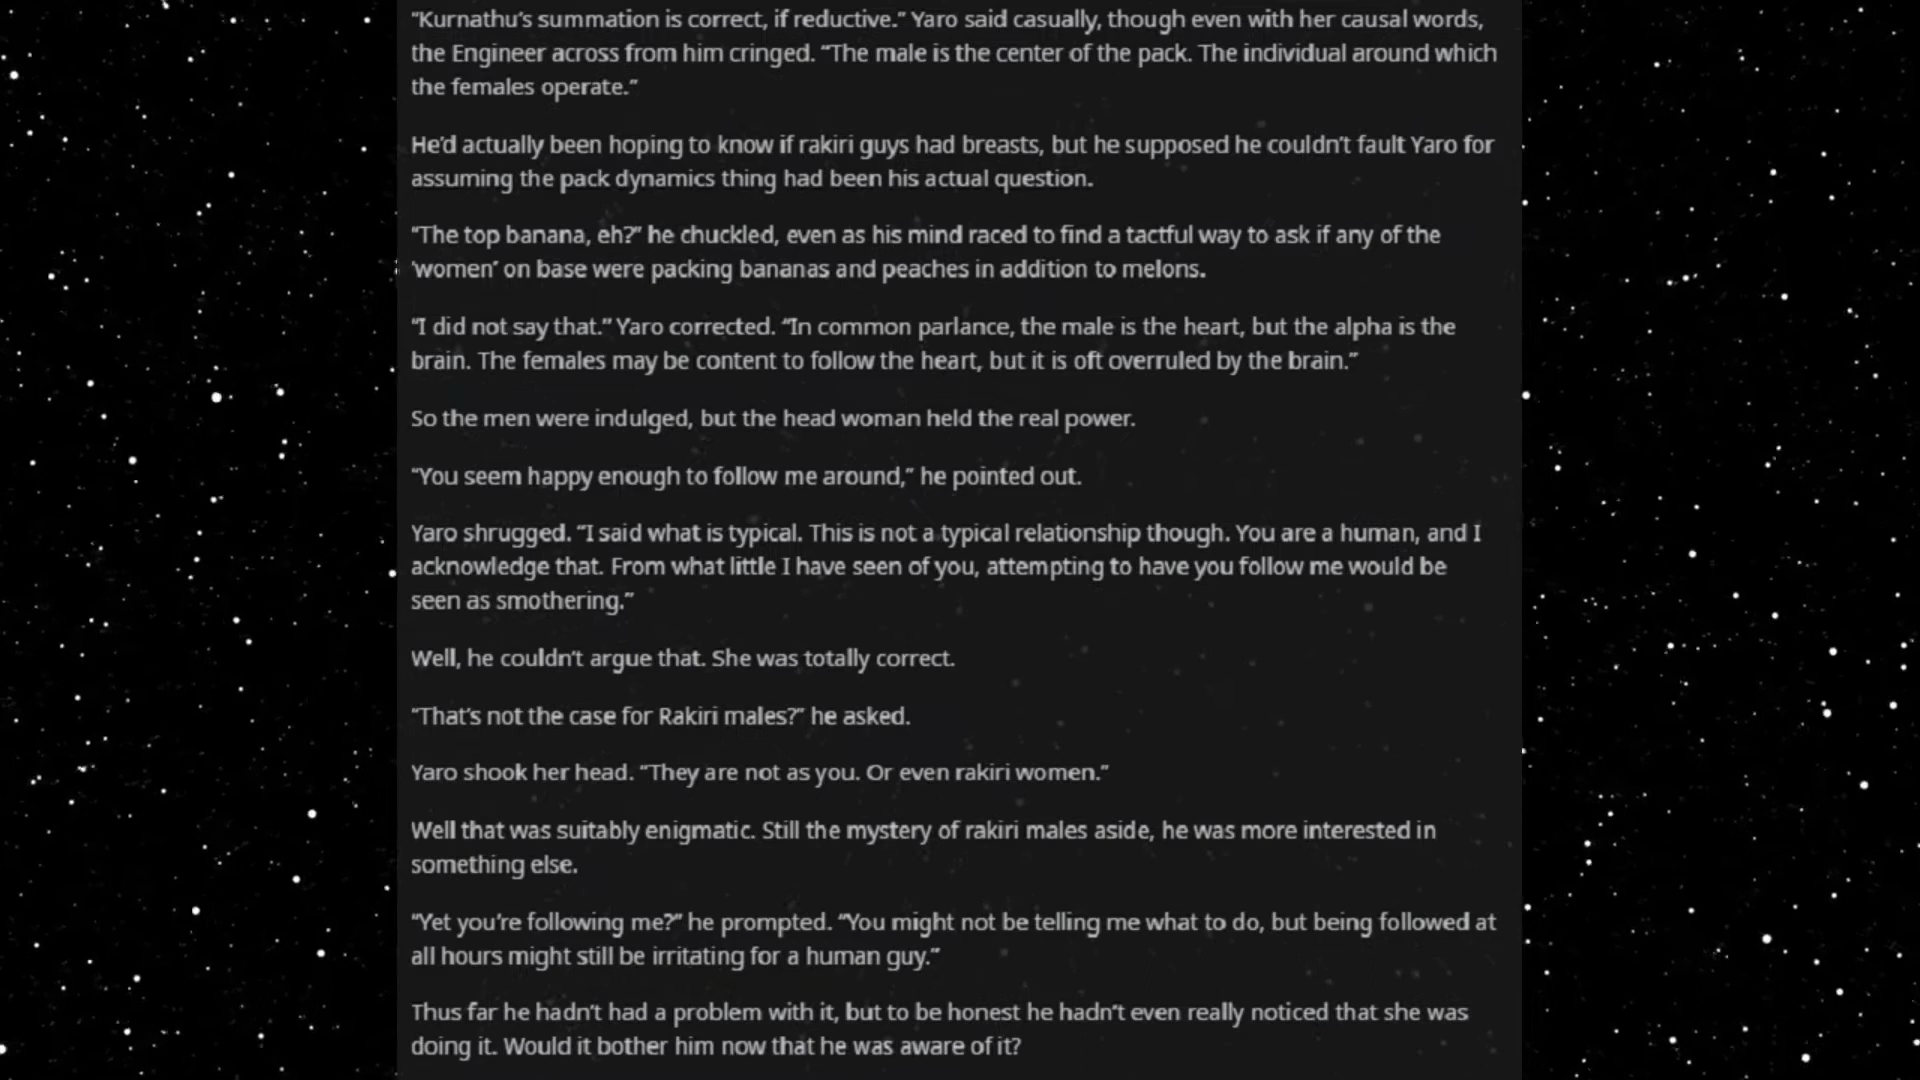 “Kurnathu’s summation is correct, if reductive.” Yaro said casually, though even with her causal words,
the Engineer across from him cringed. “The male is the center of the pack. The individual around which
the females operate.”
He’d actually been hoping to know if rakiri guys had breasts, but he supposed he couldn’t fault Yaro for
assuming the pack dynamics thing had been his actual question.
“The top banana, eh?” he chuckled, even as his mind raced to find a tactful way to ask if any of the
‘women’ on base were packing bananas and peaches in addition to melons.
“I did not say that.” Yaro corrected. “In common parlance, the male is the heart, but the alpha is the
brain. The females may be content to follow the heart, but it is oft overruled by the brain.”
So the men were indulged, but the head woman held the real power.
“You seem happy enough to follow me around,” he pointed out.
Yaro shrugged. “I said what is typical. This is not a typical relationship though. You are a human, and I
acknowledge that. From what little I have seen of you, attempting to have you follow me would be
seen as smothering.”
Well, he couldn’t argue that. She was totally correct.
“That’s not the case for Rakiri males?” he asked.
Yaro shook her head. “They are not as you. Or even rakiri women.”
Well that was suitably enigmatic. Still the mystery of rakiri males aside, he was more interested in
something else.
“Yet you’re following me?” he prompted. “You might not be telling me what to do, but being followed at
all hours might still be irritating for a human guy.”
Thus far he hadn’t had a problem with it, but to be honest he hadn’t even really noticed that she was
doing it. Would it bother him now that he was aware of it?